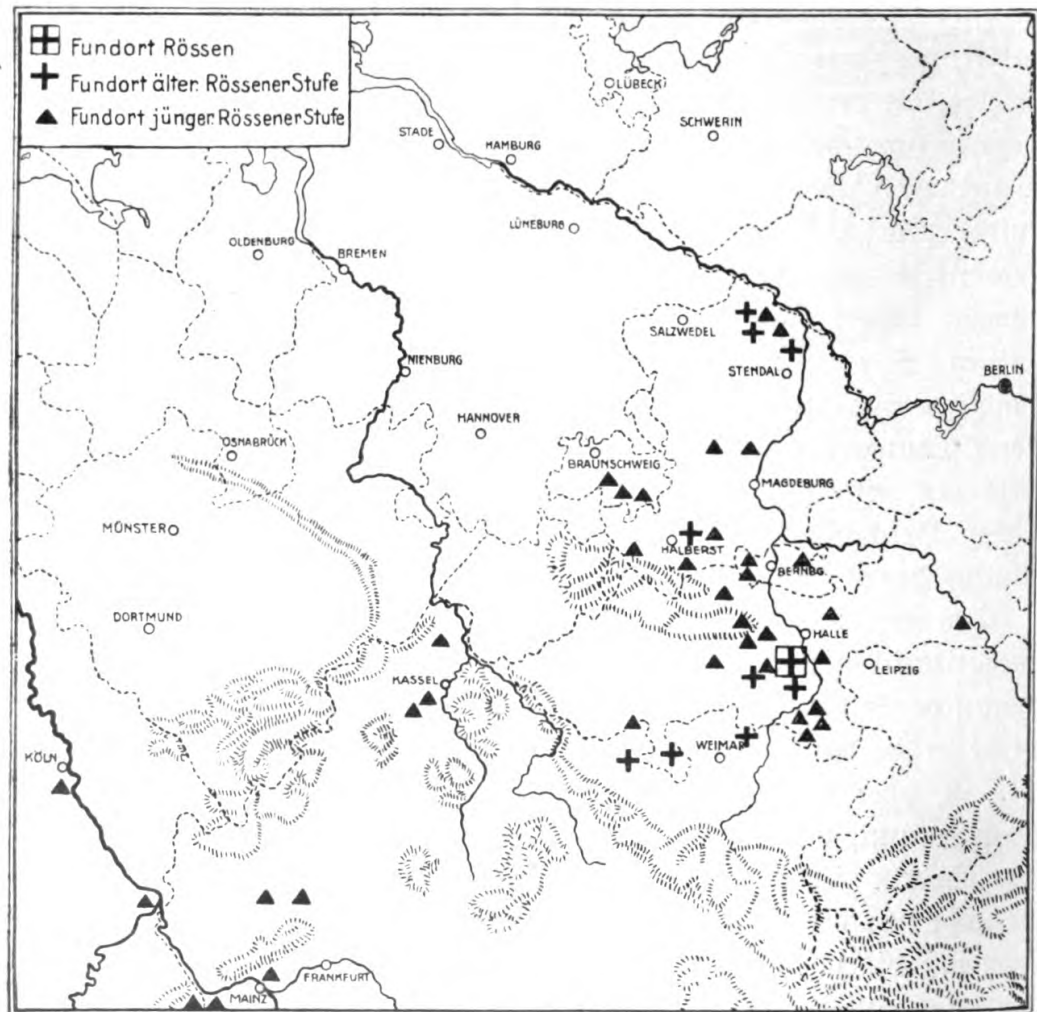 Fundort Rössen
Fundort älter. Rössener Stufe
Fundort jünger. Rössener Stufe
LÜBECK
SCHWERIN
STADE
HAMBURG
LÜNEBURG
OLDENBURG
BREMEN
SALZWEDEL
NIENBURG
STENDAL
BERLIN
HANNOVER
OSNABRÜCK
BRAUNSCHWEIG
MAGDEBURG
MÜNSTER
HALBERST
BERNBG.
DORTMUND
HALLE
LEIPZIG
KASSEL
WEIMAR
KÖLN
FRANKFURT
MAINZ